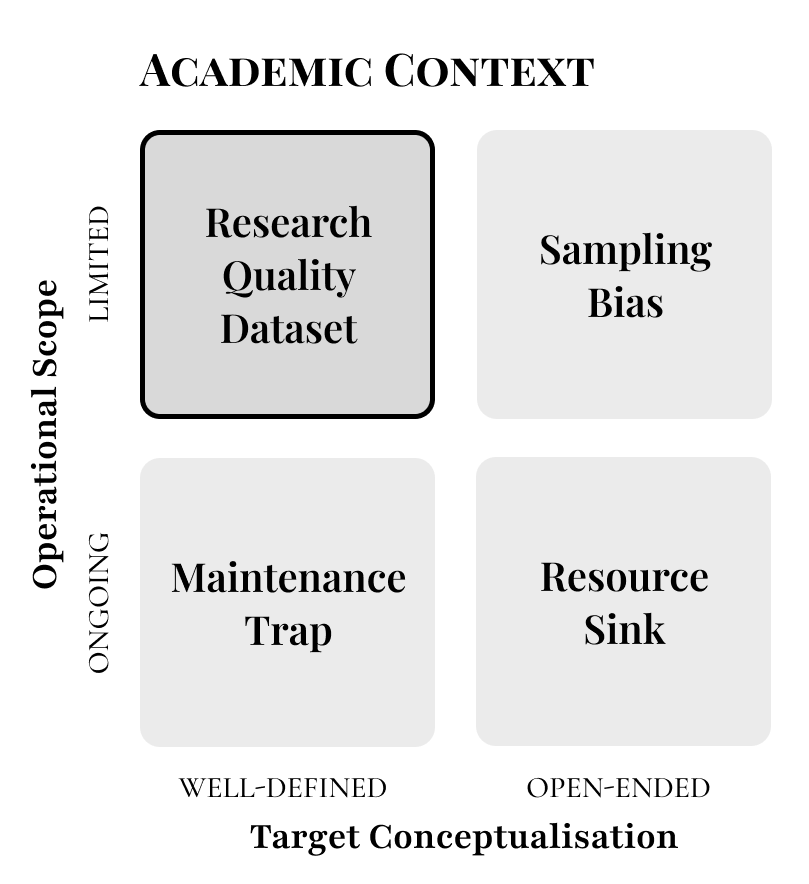 ACADEMIC CONTEXT
Operational Scope
LIMITED
Research
Quality
Dataset
Sampling
Bias
ONGOING
Maintenance
Trap
Resource
Sink
WELL-DEFINED
OPEN-ENDED
Target Conceptualisation